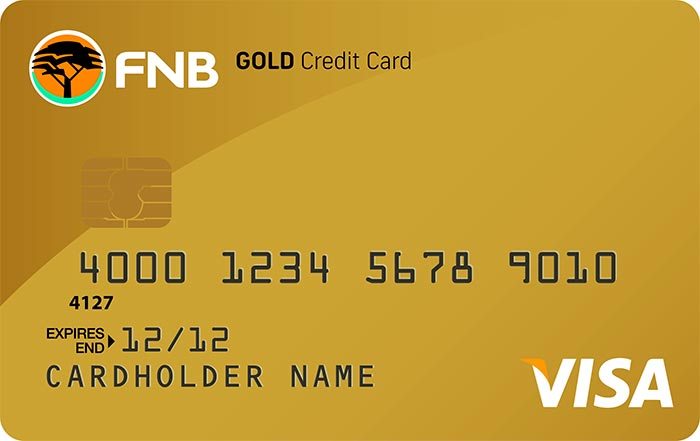 FNB GOLD Credit Card
4000 1234 5678 9010
4127
EXPIRES
END 12/12
CARDHOLDER NAME
VISA